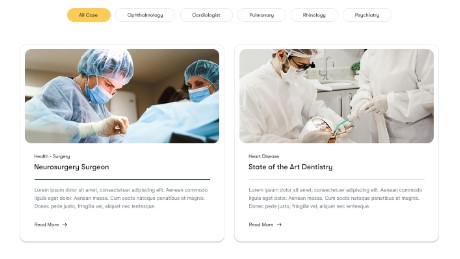 All Case
Ophthalmology
Cardiologist
Pulmonary
Rhinology
Psychiatry
Health - Surgery
Neurosurgery Surgeon
Lorem ipsum dolor sit amet, consectetuer adipiscing elit. Aenean commodo
ligula eget dolor. Aenean massa. Cum sociis natoque penatibus et magnis.
Donec pede justo, fringilla vel, aliquet nec lentesque.
Read More →
Heart Disease
State of the Art Dentistry
Lorem ipsum dolor sit amet, consectetuer adipiscing elit. Aenean commodo
ligula eget dolor. Aenean massa. Cum sociis natoque penatibus et magnis.
Donec pede justo, fringilla vel, aliquet nec lentesque.
Read More →